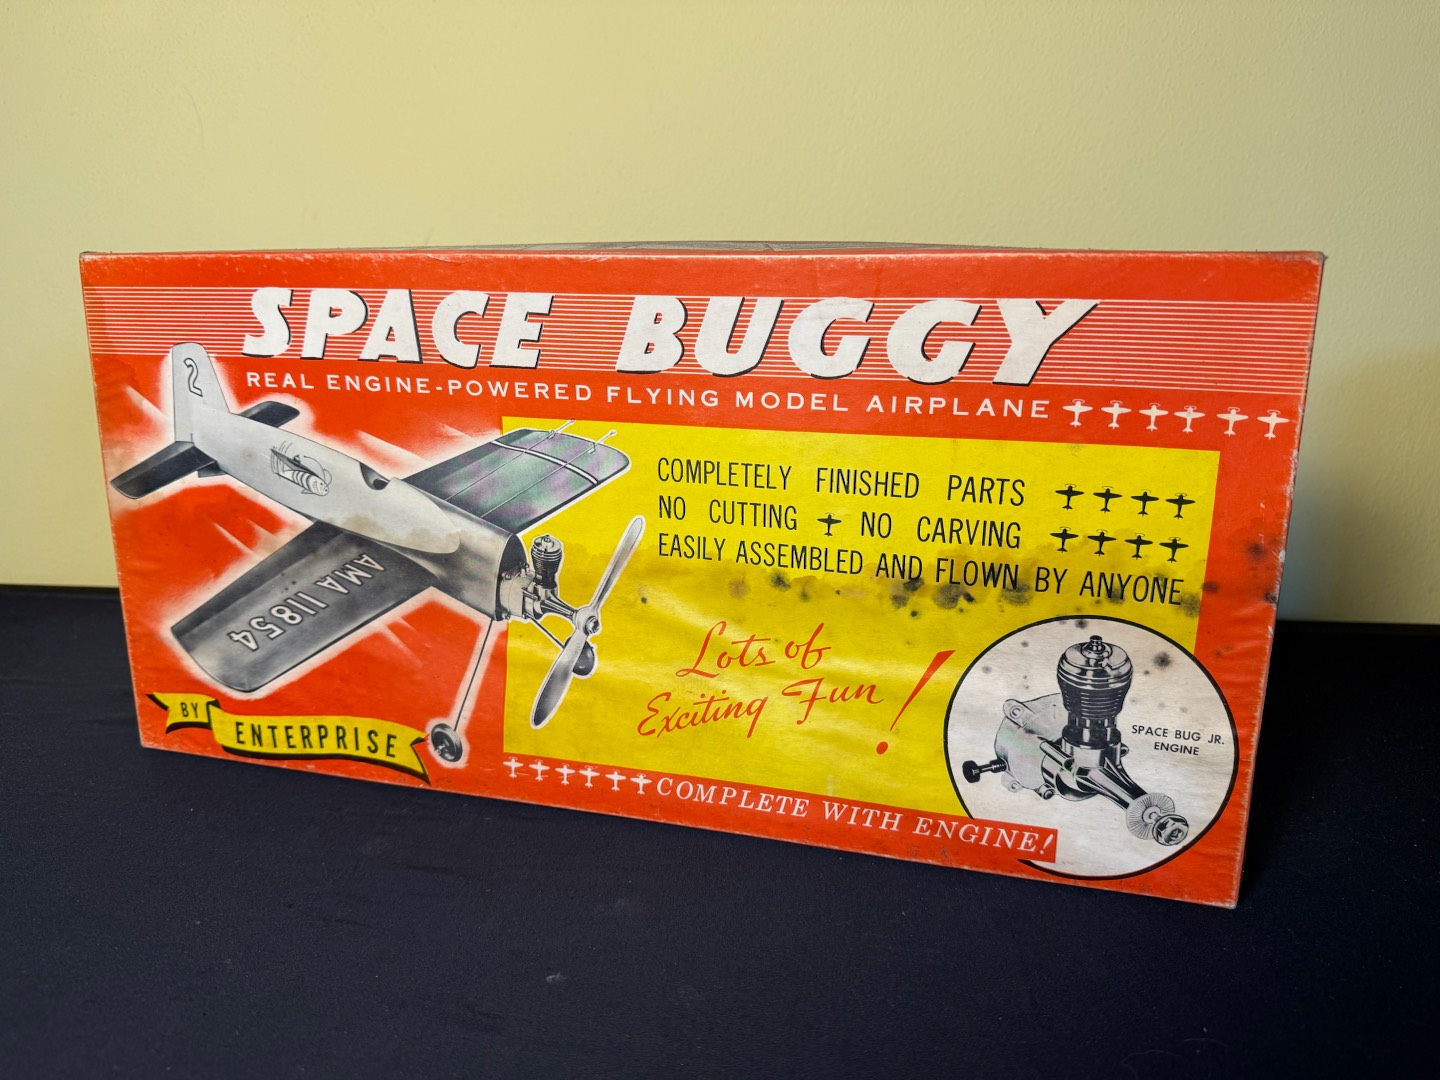 SPACE BUGGY
REAL ENGINE-POWERED FLYING MODEL AIRPLANE
2
COMPLETELY FINISHED PARTS
NO CUTTING NO CARVING
EASILY ASSEMBLED AND FLOWN BY ANYONE
AMA 11854
Lots of
Exciting Fun!
SPACE BUG JR.
ENGINE
BY ENTERPRISE
COMPLETE WITH ENGINE!